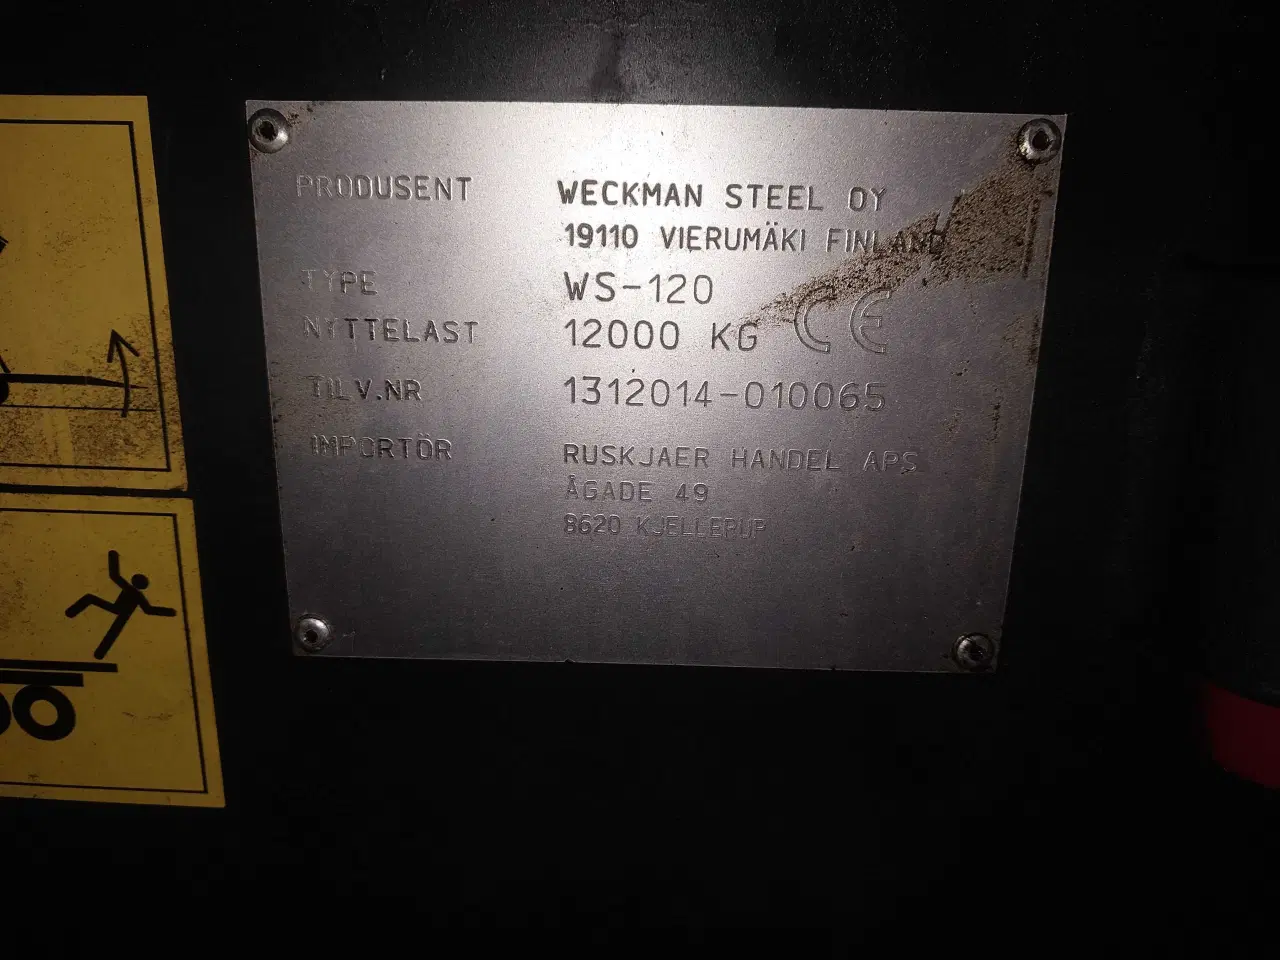 PRODUSENT WECKMAN STEEL OY
19110 VIERUMÄKI FINLAND
TYPE WS-120
NYTTELAST 12000 KG CE
TILV.NR 1312014-010065
IMPORTÖR RUSKJAER HANDEL APS
ÅGADE 49
8620 KJELLERUP